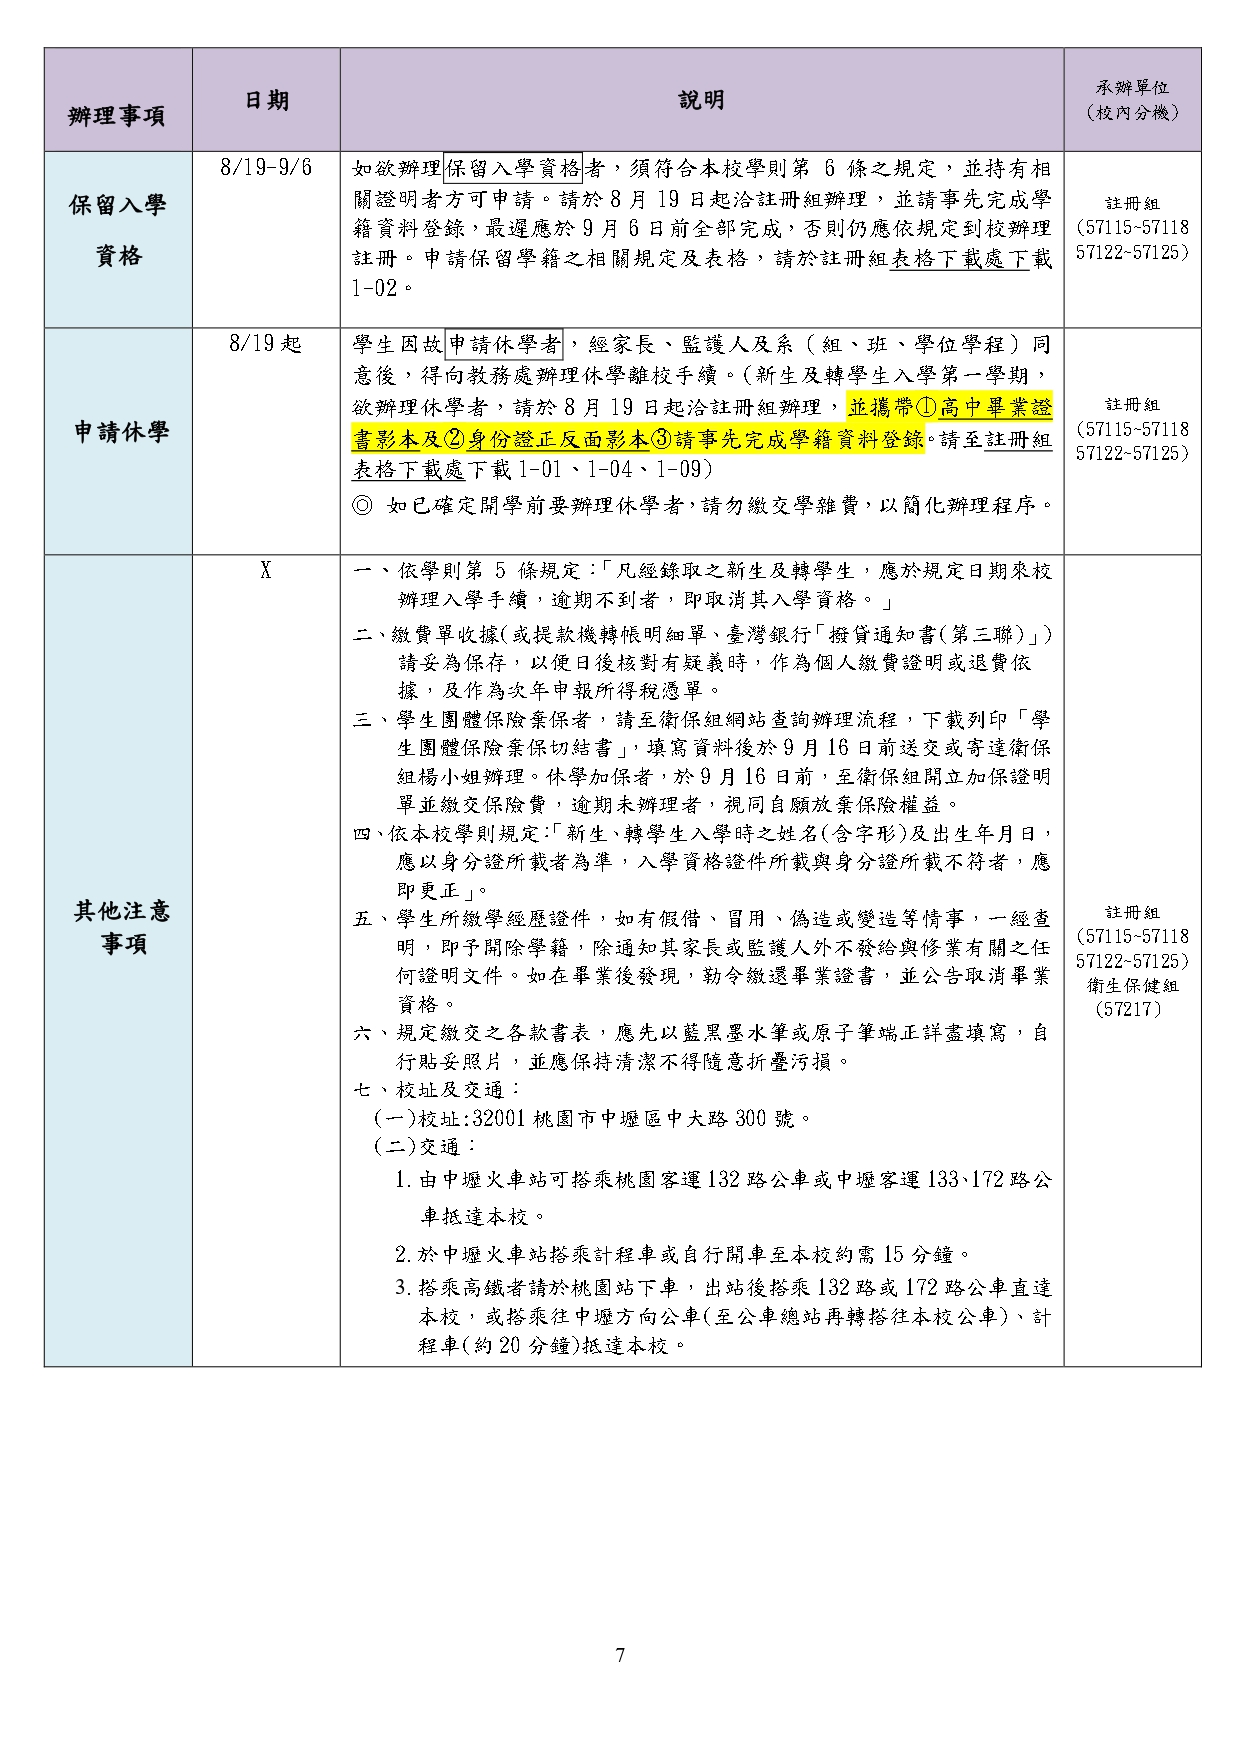 辦理事項
日期
說明
承辦單位
(校內分機)
保留入學
資格
8/19-9/6
如欲辦理保留入學資格者，須符合本校學則第 6 條之規定，並持有相
關證明者方可申請。請於 8 月 19 日起洽註冊組辦理，並請事先完成學
籍資料登錄，最遲應於 9 月 6 日前全部完成，否則仍應依規定到校辦理
註冊。申請保留學籍之相關規定及表格，請於註冊組表格下載處下載
1-02。
註冊組
(57115~57118
57122~57125)
申請休學
8/19 起
學生因故申請休學者，經家長、監護人及系（組、班、學位學程）同
意後，得向教務處辦理休學離校手續。(新生及轉學生入學第一學期，
欲辦理休學者，請於 8 月 19 日起洽註冊組辦理，並攜帶①高中畢業證
書影本及②身份證正反面影本③請事先完成學籍資料登錄。請至註冊組
表格下載處下載 1-01、1-04、1-09)
◎ 如已確定開學前要辦理休學者，請勿繳交學雜費，以簡化辦理程序。
註冊組
(57115~57118
57122~57125)
其他注意
事項
X
一、依學則第 5 條規定：「凡經錄取之新生及轉學生，應於規定日期來校
辦理入學手續，逾期不到者，即取消其入學資格。」
二、繳費單收據(或提款機轉帳明細單、臺灣銀行「撥貸通知書(第三聯)」)
請妥為保存，以便日後核對有疑義時，作為個人繳費證明或退費依
據，及作為次年申報所得稅憑單。
三、學生團體保險棄保者，請至衛保組網站查詢辦理流程，下載列印「學
生團體保險棄保切結書」，填寫資料後於 9 月 16 日前送交或寄達衛保
組楊小姐辦理。休學加保者，於 9 月 16 日前，至衛保組開立加保證明
單並繳交保險費，逾期未辦理者，視同自願放棄保險權益。
四、依本校學則規定：「新生、轉學生入學時之姓名(含字形)及出生年月日，
應以身分證所載者為準，入學資格證件所載與身分證所載不符者，應
即更正」。
五、學生所繳學經歷證件，如有假借、冒用、偽造或變造等情事，一經查
明，即予開除學籍，除通知其家長或監護人外不發給與修業有關之任
何證明文件。如在畢業後發現，勒令繳還畢業證書，並公告取消畢業
資格。
六、規定繳交之各款書表，應先以藍黑墨水筆或原子筆端正詳盡填寫，自
行貼妥照片，並應保持清潔不得隨意折疊污損。
七、校址及交通：
(一)校址:32001 桃園市中壢區中大路 300 號。
(二)交通：
1. 由中壢火車站可搭乘桃園客運 132 路公車或中壢客運 133、172 路公
車抵達本校。
2. 於中壢火車站搭乘計程車或自行開車至本校約需 15 分鐘。
3. 搭乘高鐵者請於桃園站下車，出站後搭乘 132 路或 172 路公車直達
本校，或搭乘往中壢方向公車(至公車總站再轉搭往本校公車)、計
程車(約 20 分鐘)抵達本校。
註冊組
(57115~57118
57122~57125)
衛生保健組
(57217)
7